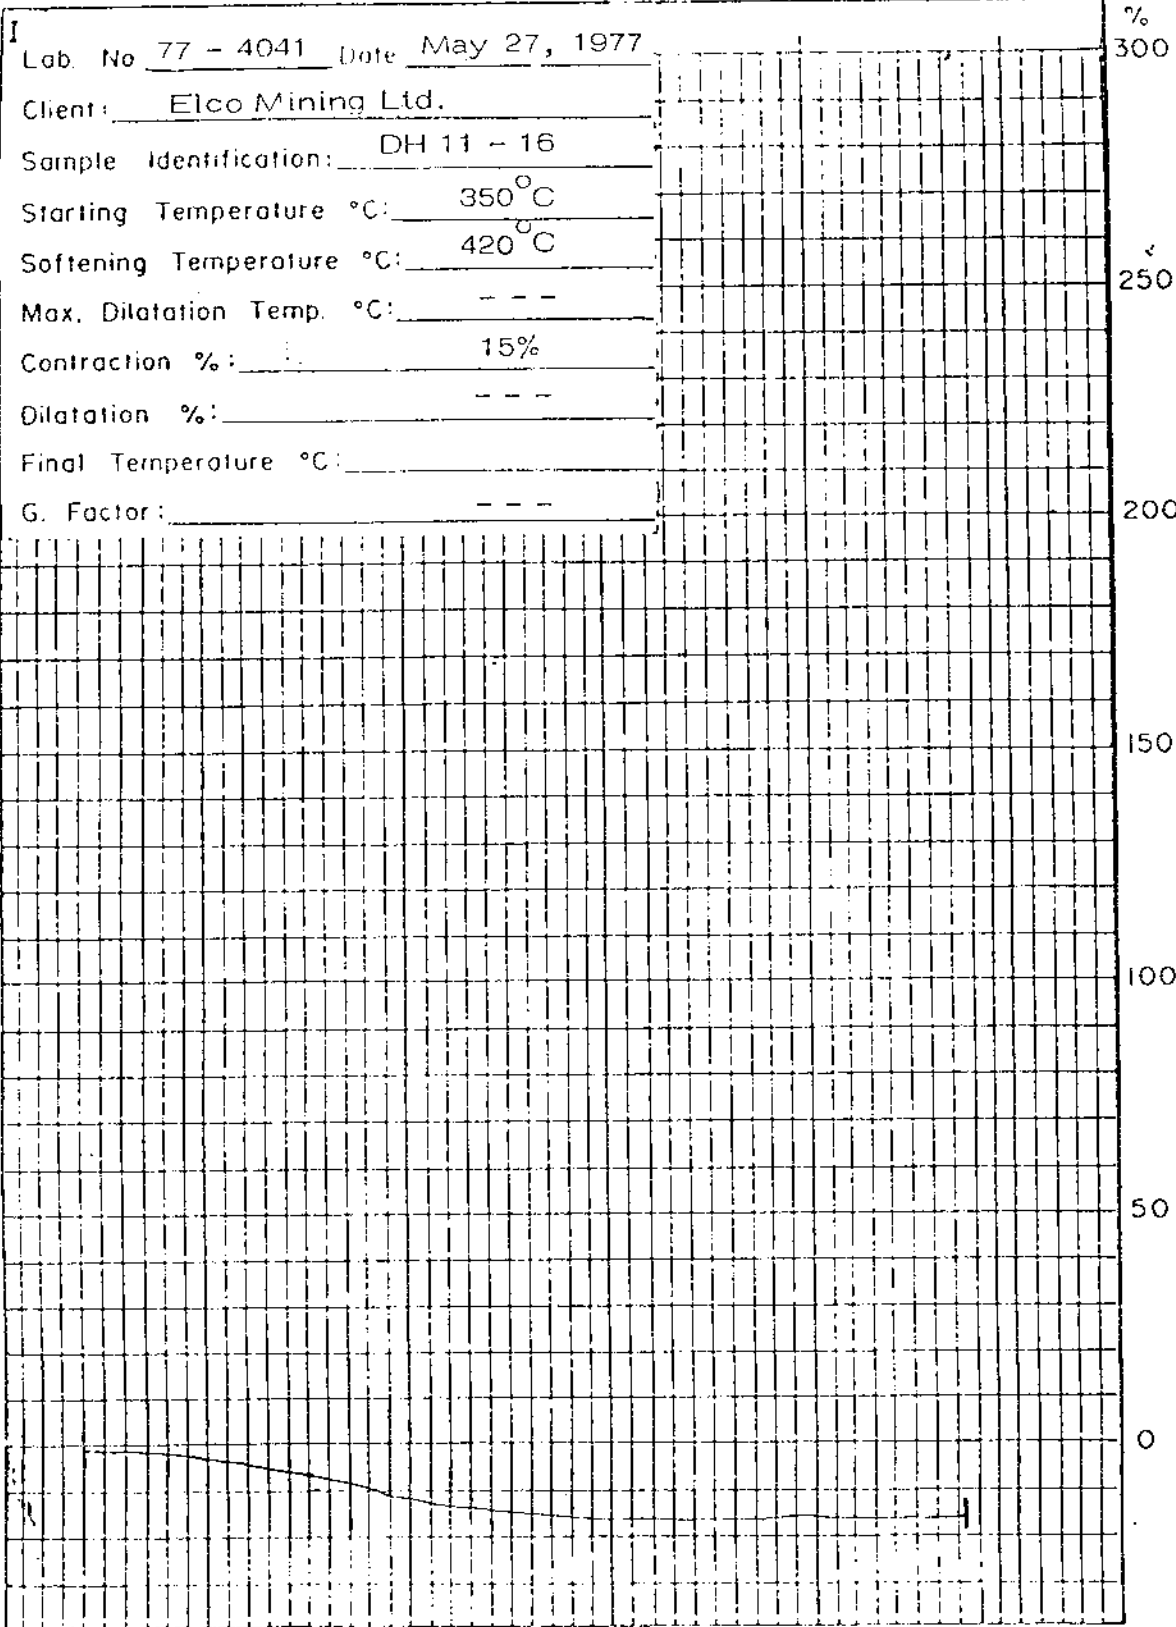 Lab. No 77 - 4041 Date May 27, 1977
Client: Elco Mining Ltd.
Sample Identification: DH 11 - 16
Starting Temperature °C: 350°C
Softening Temperature °C: 420°C
Max. Dilatation Temp. °C: - - -
Contraction %: 15%
Dilatation %: - - -
Final Temperature °C:
G. Factor: - - -
%
300
250
200
150
100
50
0